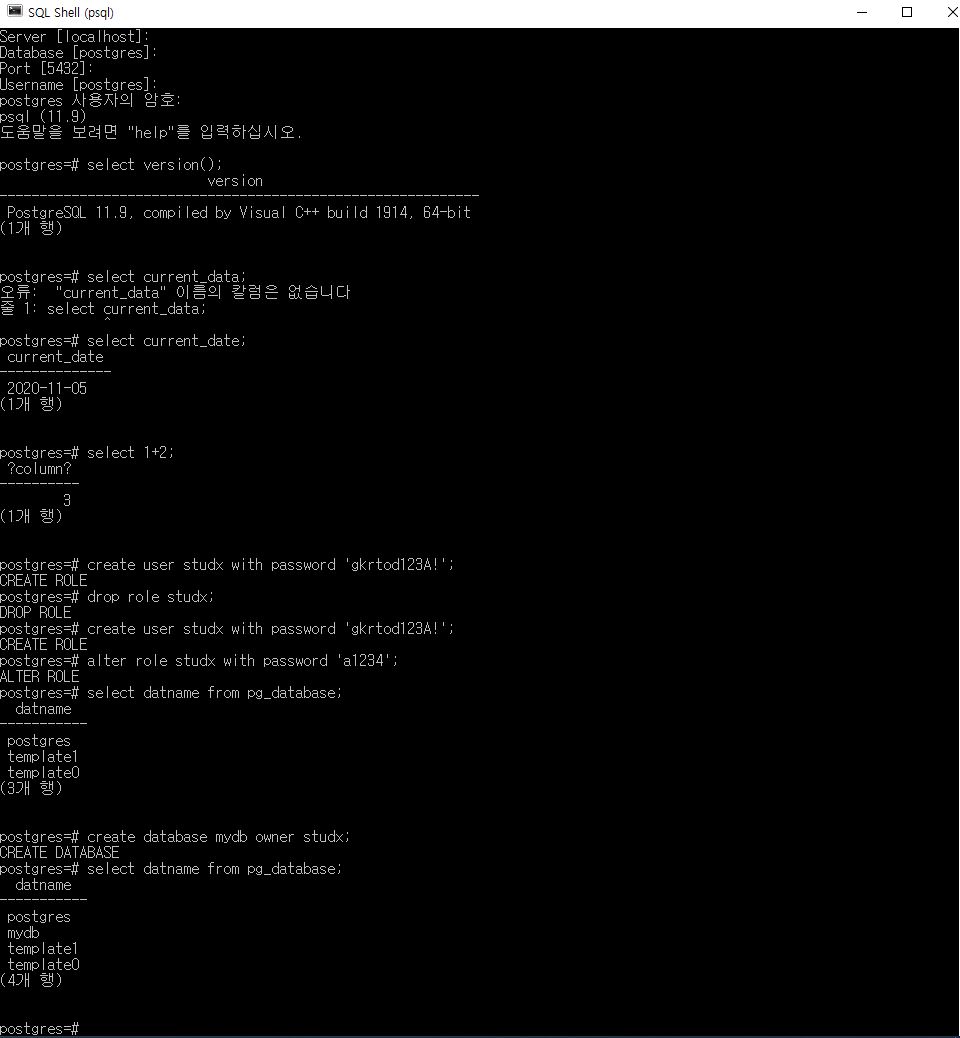 SQL Shell (psql)
Server [localhost]:
Database [postgres]:
Port [5432]:
Username [postgres]:
postgres 사용자의 암호:
psql (11.9)
도움말을 보려면 "help"를 입력하십시오.
postgres=# select version();
version
------------------------------------------------------------
PostgreSQL 11.9, compiled by Visual C++ build 1914, 64-bit
(1개 행)
postgres=# select current_data;
오류:  "current_data" 이름의 칼럼은 없습니다
줄 1: select current_data;
^
postgres=# select current_date;
current_date
--------------
2020-11-05
(1개 행)
postgres=# select 1+2;
?column?
----------
3
(1개 행)
postgres=# create user studx with password 'gkrtod123A!';
CREATE ROLE
postgres=# drop role studx;
DROP ROLE
postgres=# create user studx with password 'gkrtod123A!';
CREATE ROLE
postgres=# alter role studx with password 'a1234';
ALTER ROLE
postgres=# select datname from pg_database;
datname
-----------
postgres
template1
template0
(3개 행)
postgres=# create database mydb owner studx;
CREATE DATABASE
postgres=# select datname from pg_database;
datname
-----------
postgres
mydb
template1
template0
(4개 행)
postgres=#